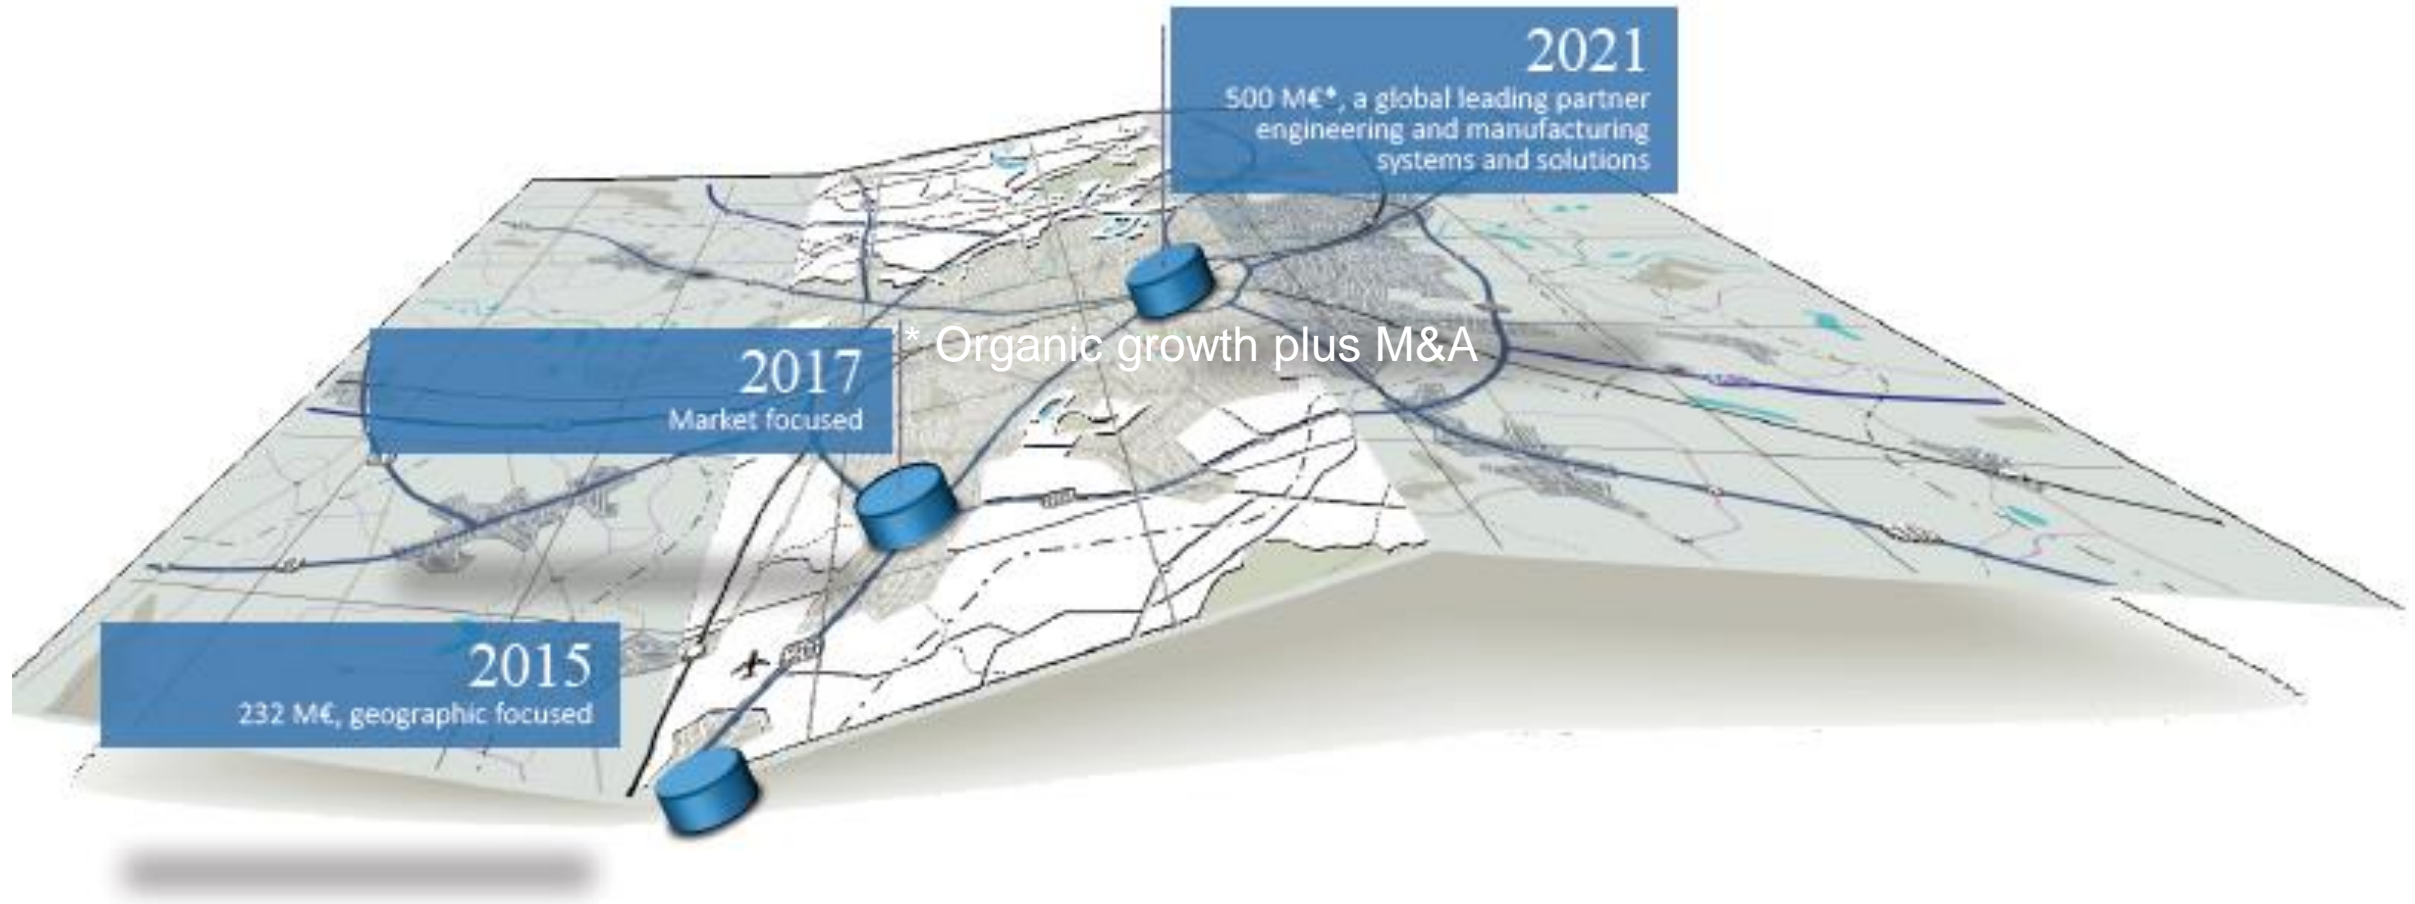 2021
500 M€*, a global leading partner
engineering and manufacturing
systems and solutions
* Organic growth plus M&A
2017
Market focused
2015
232 M€, geographic focused